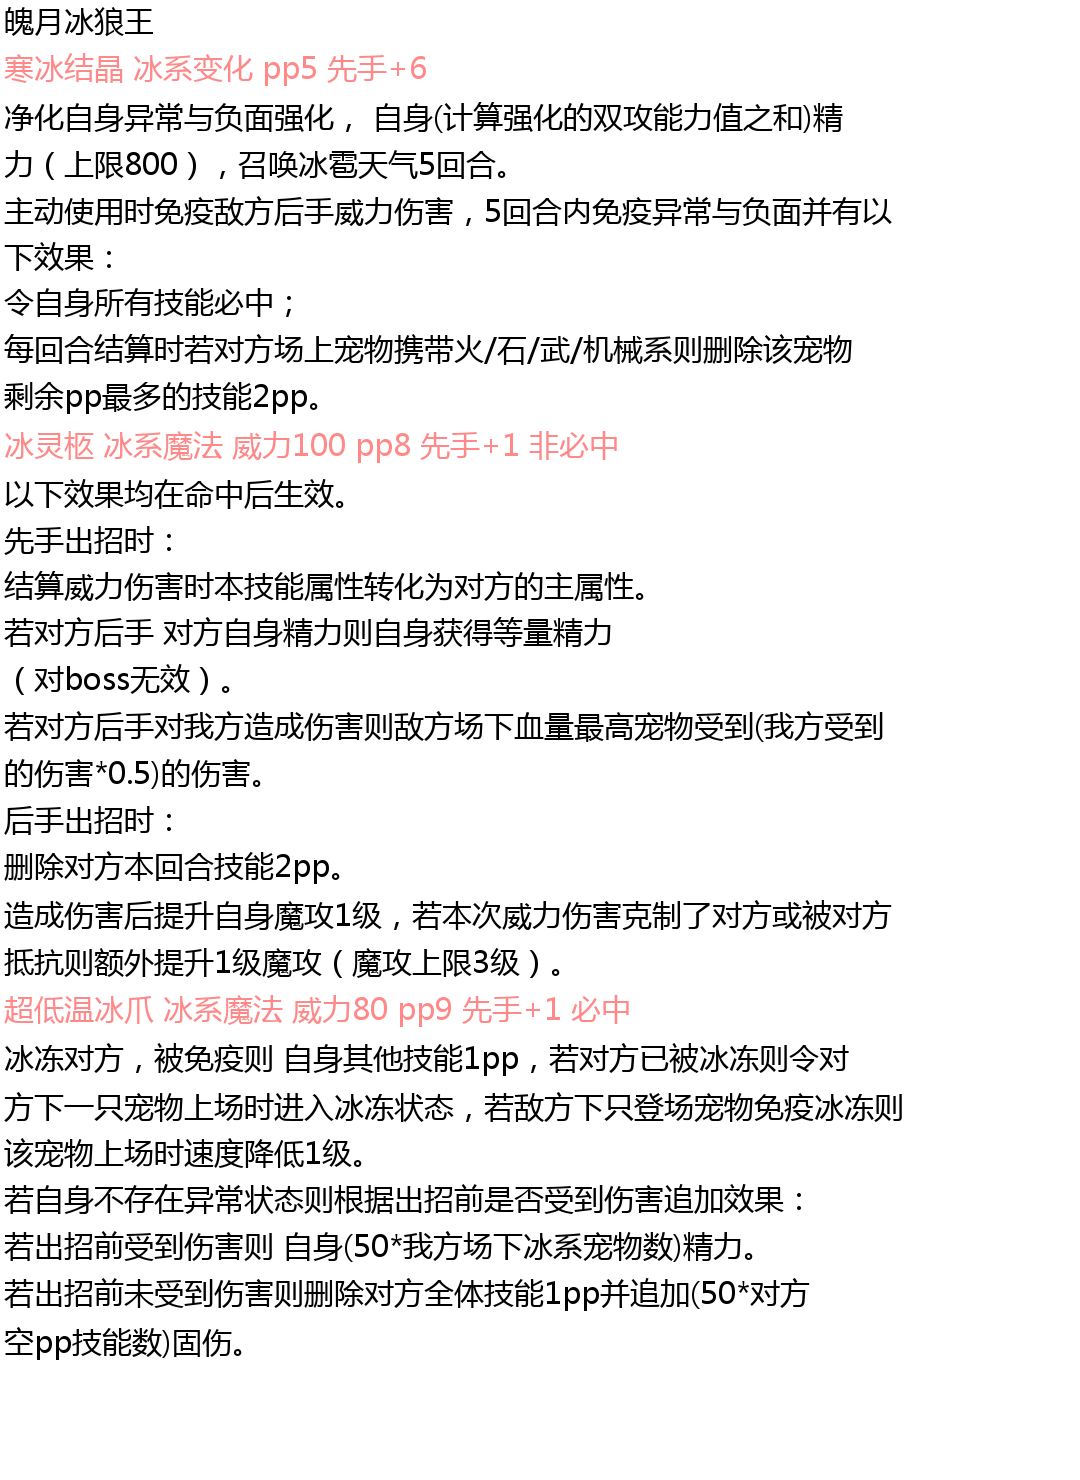 魄月冰狼王
寒冰结晶 冰系变化 pp5 先手+6
净化自身异常与负面强化， 自身(计算强化的双攻能力值之和)精
力（上限800），召唤冰雹天气5回合。
主动使用时免疫敌方后手威力伤害，5回合内免疫异常与负面并有以
下效果：
令自身所有技能必中；
每回合结算时若对方场上宠物携带火/石/武/机械系则删除该宠物
剩余pp最多的技能2pp。
冰灵柩 冰系魔法 威力100 pp8 先手+1 非必中
以下效果均在命中后生效。
先手出招时：
结算威力伤害时本技能属性转化为对方的主属性。
若对方后手 对方自身精力则自身获得等量精力
（对boss无效）。
若对方后手对我方造成伤害则敌方场下血量最高宠物受到(我方受到
的伤害*0.5)的伤害。
后手出招时：
删除对方本回合技能2pp。
造成伤害后提升自身魔攻1级，若本次威力伤害克制了对方或被对方
抵抗则额外提升1级魔攻（魔攻上限3级）。
超低温冰爪 冰系魔法 威力80 pp9 先手+1 必中
冰冻对方，被免疫则 自身其他技能1pp，若对方已被冰冻则令对
方下一只宠物上场时进入冰冻状态，若敌方下只登场宠物免疫冰冻则
该宠物上场时速度降低1级。
若自身不存在异常状态则根据出招前是否受到伤害追加效果：
若出招前受到伤害则 自身(50*我方场下冰系宠物数)精力。
若出招前未受到伤害则删除对方全体技能1pp并追加(50*对方
空pp技能数)固伤。